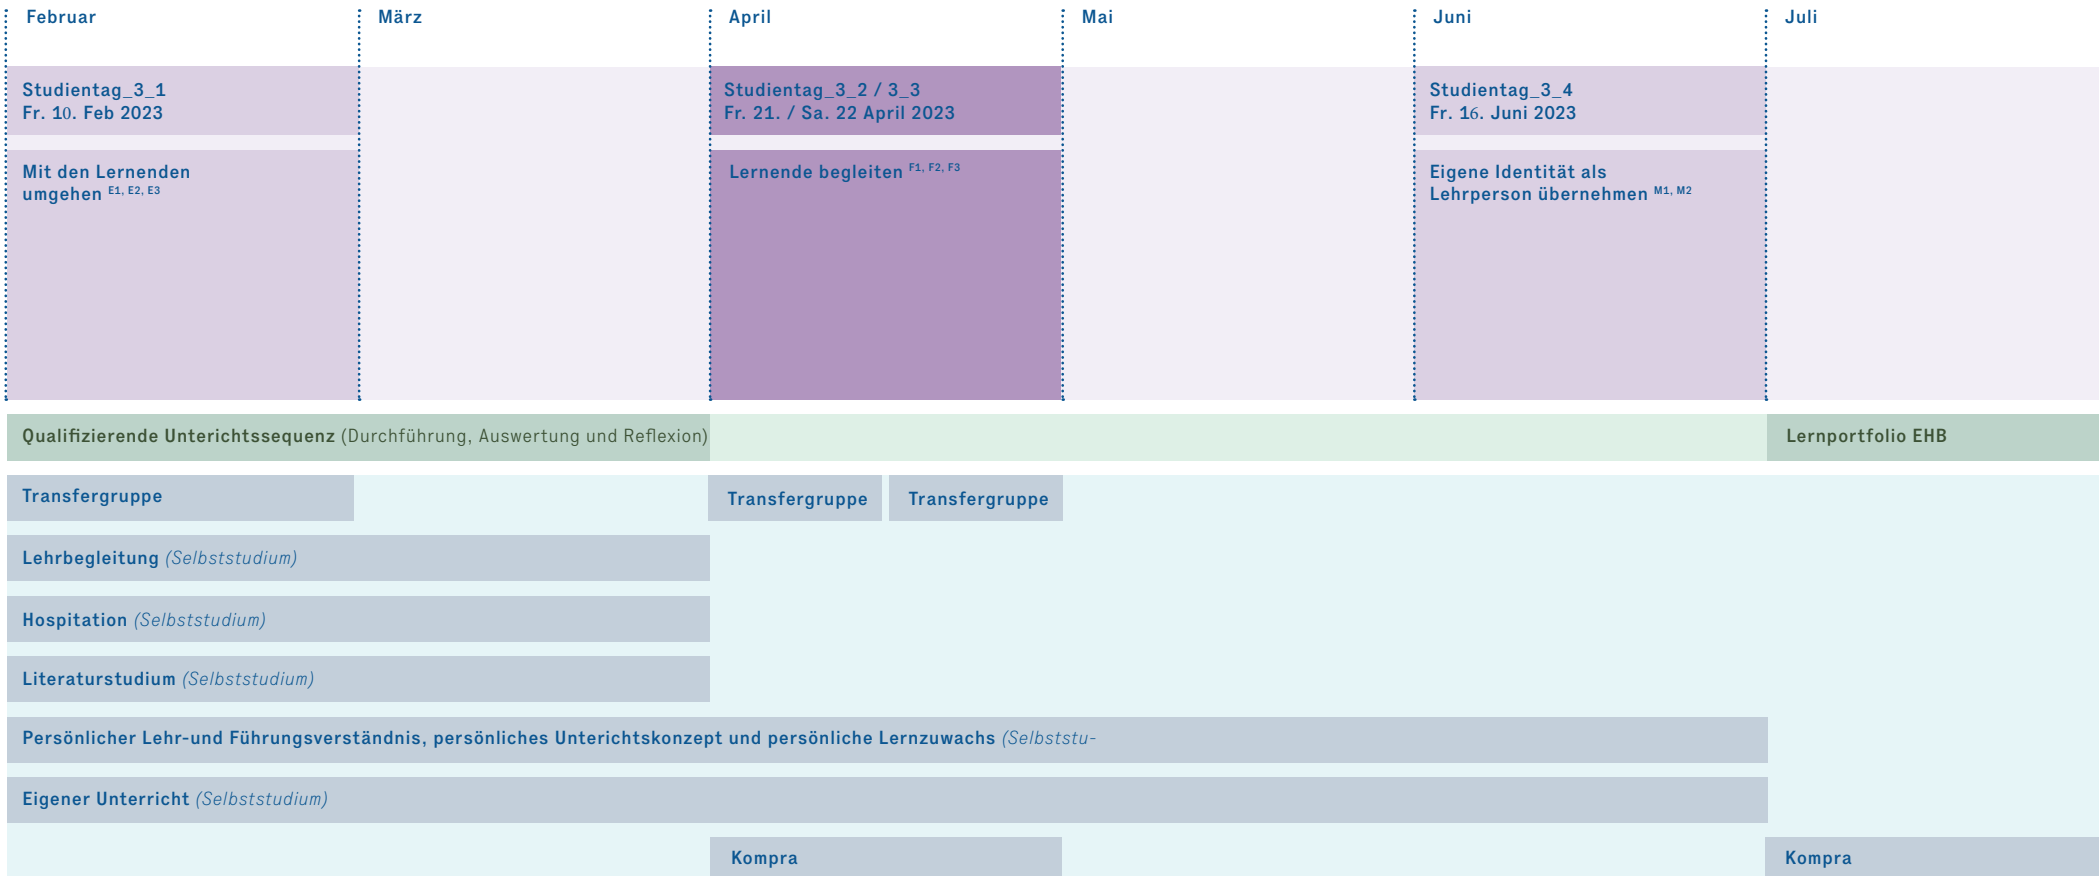 Februar
März
April
Mai
Juni
Juli
Studientag_3_1
Fr. 10. Feb 2023
Studientag_3_2 / 3_3
Fr. 21. / Sa. 22 April 2023
Studientag_3_4
Fr. 16. Juni 2023
Mit den Lernenden
umgehen E1, E2, E3
Lernende begleiten F1, F2, F3
Eigene Identität als
Lehrperson übernehmen M1, M2
Qualifizierende Unterichtssequenz (Durchführung, Auswertung und Reflexion)
Lernportfolio EHB
Transfergruppe
Transfergruppe
Transfergruppe
Lehrbegleitung (Selbststudium)
Hospitation (Selbststudium)
Literaturstudium (Selbststudium)
Persönlicher Lehr-und Führungsverständnis, persönliches Unterichtskonzept und persönliche Lernzuwachs (Selbststu-
Eigener Unterricht (Selbststudium)
Kompra
Kompra